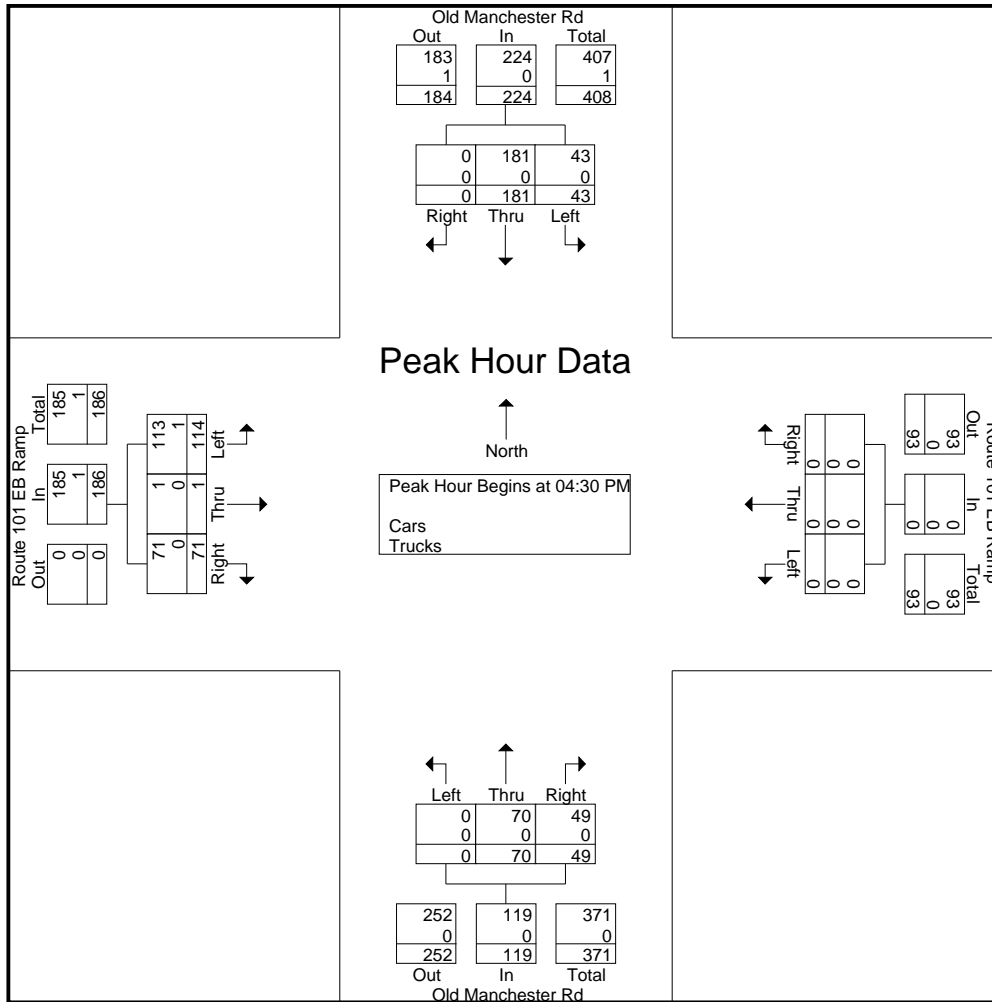 Old Manchester Rd
Out In Total
183 224 407
1 0 1
184 224 408
0 181 43
0 0 0
0 181 43
Right Thru Left
Peak Hour Data
North
Peak Hour Begins at 04:30 PM
Cars
Trucks
Route 101 EB Ramp
Total In Out
185 185 0
1 1 0
186 186 0
113 1 71
1 0 0
114 1 71
Left Thru Right
Route 101 EB Ramp
Out In Total
93 0 93
0 0 0
93 0 93
0 0 0
0 0 0
0 0 0
Right Thru Left
Left Thru Right
0 70 49
0 0 0
0 70 49
252 119 371
0 0 0
252 119 371
Out In Total
Old Manchester Rd